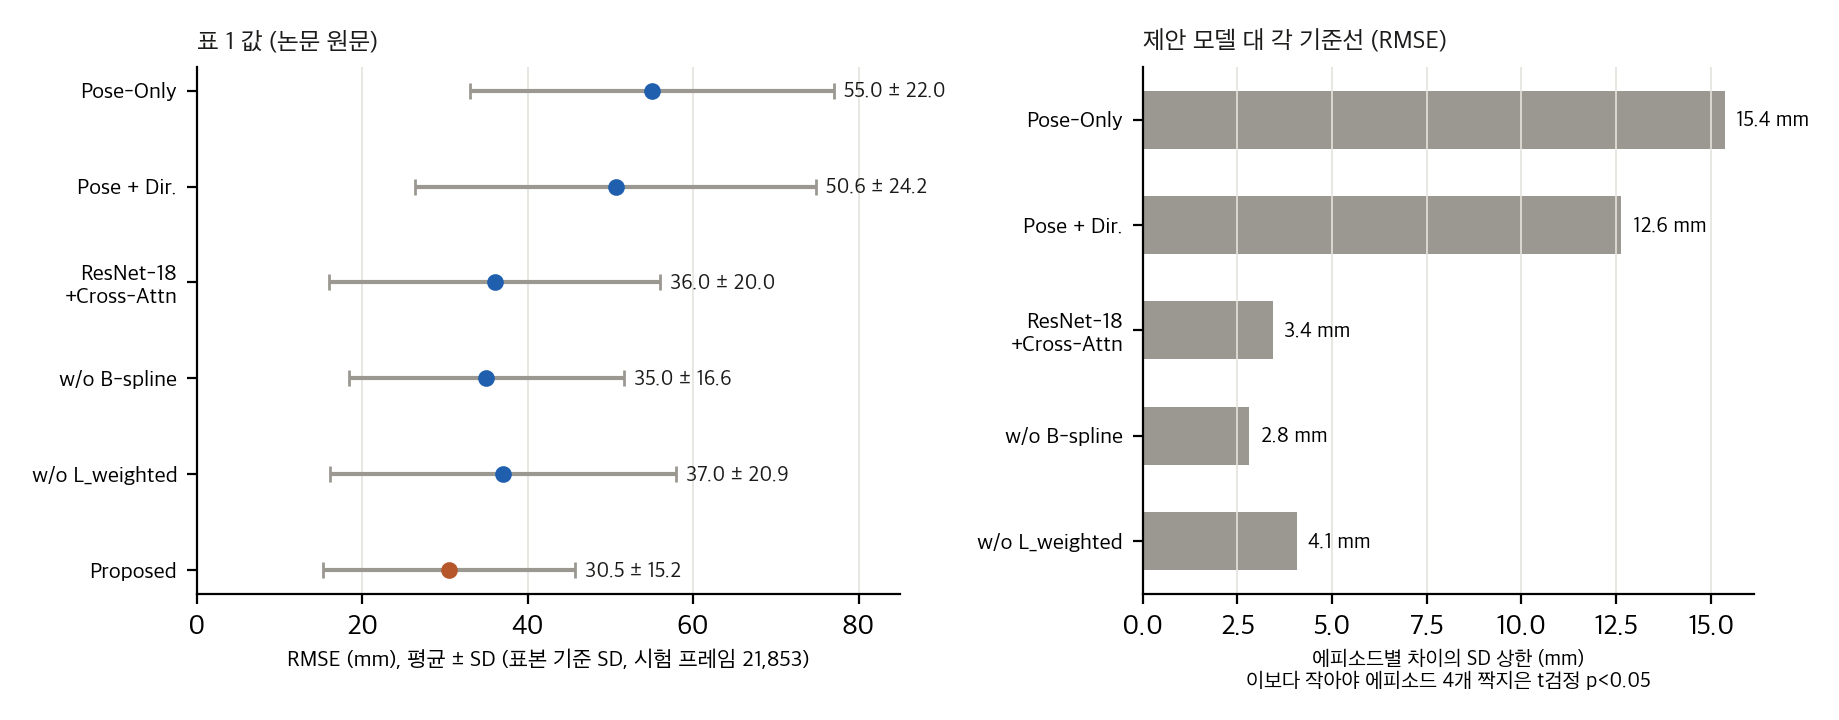 표 1 값 (논문 원문)
Pose-Only
55.0 ± 22.0
Pose + Dir.
50.6 ± 24.2
ResNet-18
+Cross-Attn
36.0 ± 20.0
w/o B-spline
35.0 ± 16.6
w/o L_weighted
37.0 ± 20.9
Proposed
30.5 ± 15.2
0 20 40 60 80
RMSE (mm), 평균 ± SD (표본 기준 SD, 시험 프레임 21,853)
제안 모델 대 각 기준선 (RMSE)
Pose-Only
15.4 mm
Pose + Dir.
12.6 mm
ResNet-18
+Cross-Attn
3.4 mm
w/o B-spline
2.8 mm
w/o L_weighted
4.1 mm
0.0 2.5 5.0 7.5 10.0 12.5 15.0
에피소드별 차이의 SD 상한 (mm)
이보다 작아야 에피소드 4개 짝지은 t검정 p<0.05